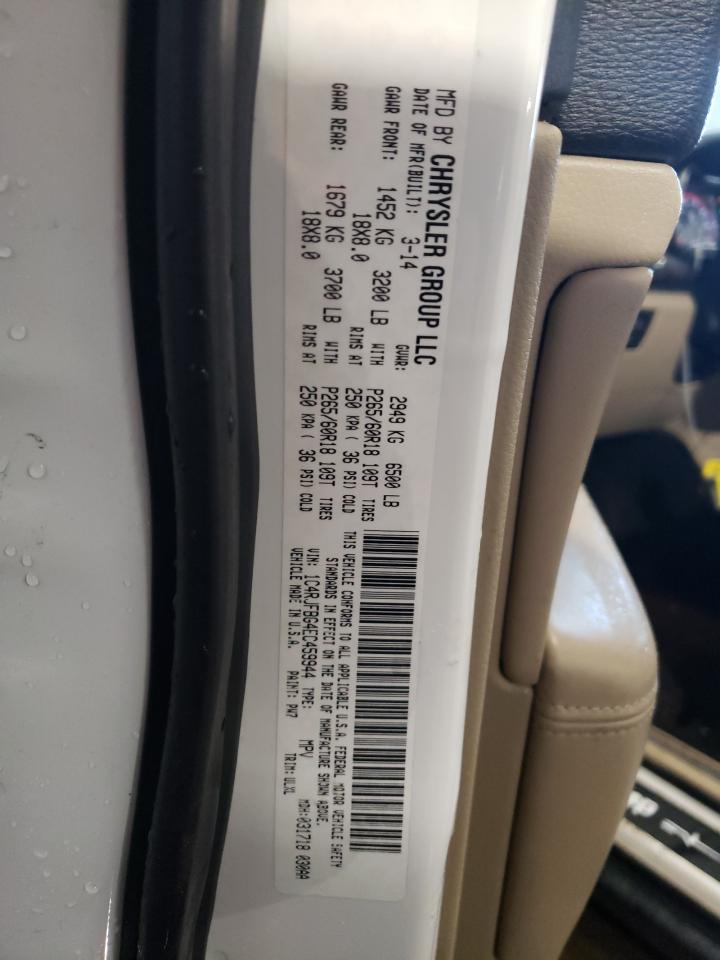 MFD BY CHRYSLER GROUP LLC
DATE OF MFR(BUILT): 3-14 GVWR: 2949 KG 6500 LB
GAWR FRONT: 1452 KG 3200 LB WITH P265/60R18 109T TIRES
18X8.0 RIMS AT 250 KPA ( 36 PSI) COLD
GAWR REAR: 1679 KG 3700 LB WITH P265/60R18 109T TIRES
18X8.0 RIMS AT 250 KPA ( 36 PSI) COLD
THIS VEHICLE CONFORMS TO ALL APPLICABLE U.S.A. FEDERAL MOTOR VEHICLE SAFETY
STANDARDS IN EFFECT ON THE DATE OF MANUFACTURE SHOWN ABOVE.
VIN: 1C4RJFBG4EC459944 TYPE: MPV MDH:031718 030AA
VEHICLE MADE IN U.S.A. PAINT: PW7 TRIM: ULXL